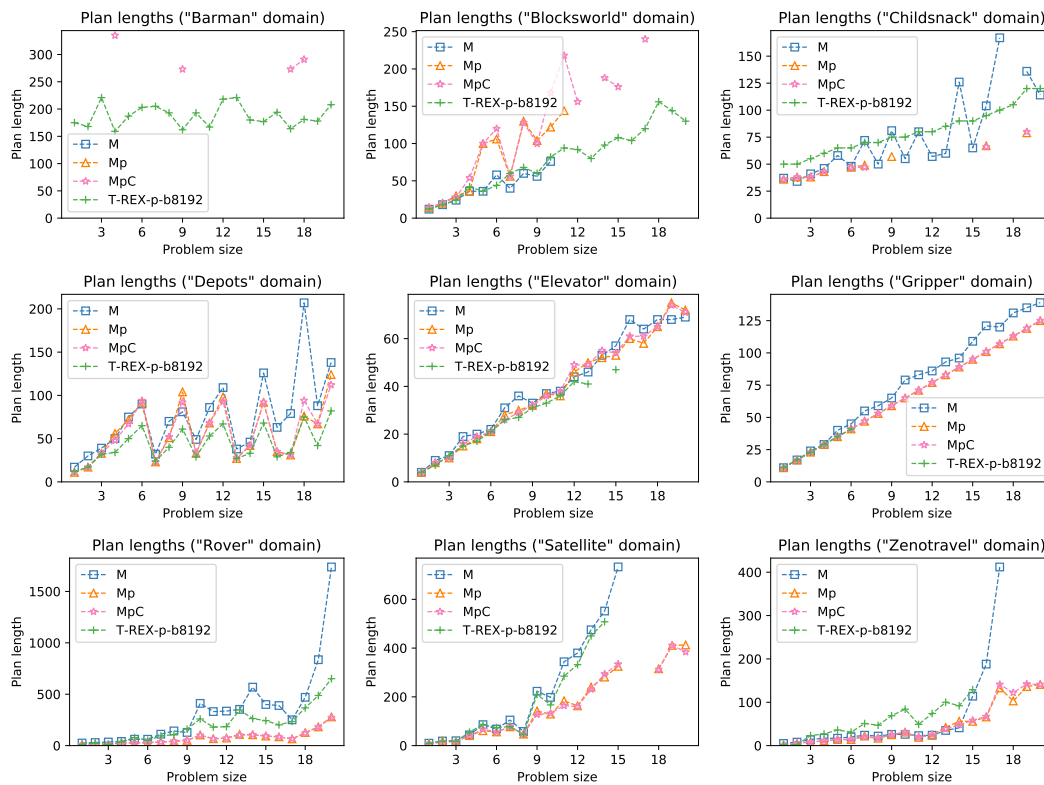 Plan lengths ("Barman" domain)
Plan length
300
250
200
150
100
50
0
M
Mp
MpC
T-REX-p-b8192
3 6 9 12 15 18
Problem size
Plan lengths ("Blocksworld" domain)
Plan length
250
200
150
100
50
0
M
Mp
MpC
T-REX-p-b8192
3 6 9 12 15 18
Problem size
Plan lengths ("Childsnack" domain)
Plan length
150
125
100
75
50
25
0
M
Mp
MpC
T-REX-p-b8192
3 6 9 12 15 18
Problem size
Plan lengths ("Depots" domain)
Plan length
200
150
100
50
0
M
Mp
MpC
T-REX-p-b8192
3 6 9 12 15 18
Problem size
Plan lengths ("Elevator" domain)
Plan length
60
40
20
0
M
Mp
MpC
T-REX-p-b8192
3 6 9 12 15 18
Problem size
Plan lengths ("Gripper" domain)
Plan length
125
100
75
50
25
0
M
Mp
MpC
T-REX-p-b8192
3 6 9 12 15 18
Problem size
Plan lengths ("Rover" domain)
Plan length
1500
1000
500
0
M
Mp
MpC
T-REX-p-b8192
3 6 9 12 15 18
Problem size
Plan lengths ("Satellite" domain)
Plan length
600
400
200
0
M
Mp
MpC
T-REX-p-b8192
3 6 9 12 15 18
Problem size
Plan lengths ("Zenotravel" domain)
Plan length
400
300
200
100
0
M
Mp
MpC
T-REX-p-b8192
3 6 9 12 15 18
Problem size